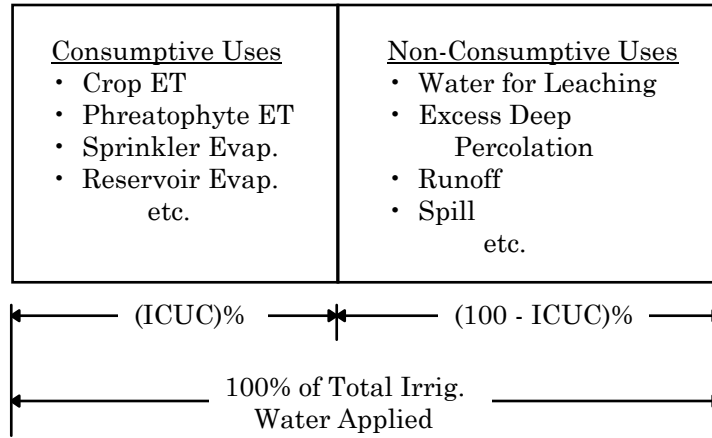 Consumptive Uses
· Crop ET
· Phreatophyte ET
· Sprinkler Evap.
· Reservoir Evap.
etc.
Non-Consumptive Uses
· Water for Leaching
· Excess Deep
Percolation
· Runoff
· Spill
etc.
(ICUC)%
(100 - ICUC)%
100% of Total Irrig.
Water Applied